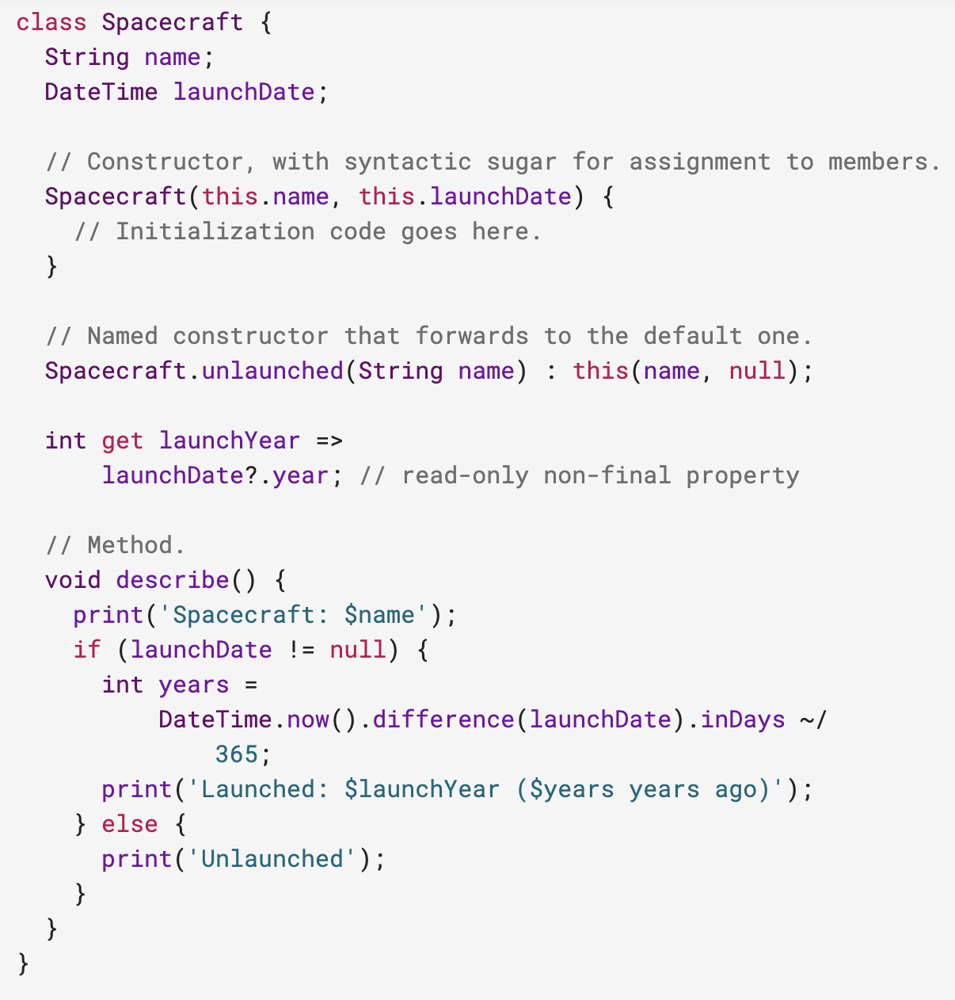 class Spacecraft {
  String name;
  DateTime launchDate;

  // Constructor, with syntactic sugar for assignment to members.
  Spacecraft(this.name, this.launchDate) {
    // Initialization code goes here.
  }

  // Named constructor that forwards to the default one.
  Spacecraft.unlaunched(String name) : this(name, null);

  int get launchYear =>
      launchDate?.year; // read-only non-final property

  // Method.
  void describe() {
    print('Spacecraft: $name');
    if (launchDate != null) {
      int years =
          DateTime.now().difference(launchDate).inDays ~/
              365;
      print('Launched: $launchYear ($years years ago)');
    } else {
      print('Unlaunched');
    }
  }
}